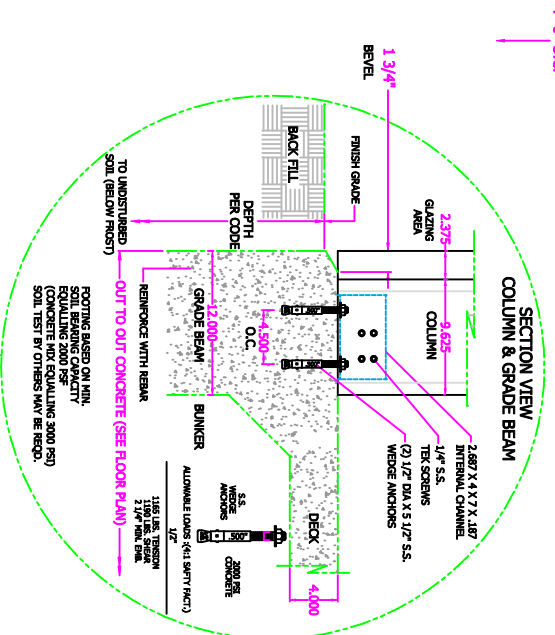 SECTION VIEW
COLUMN & GRADE BEAM
2.687 X 4 X 7 X .187
INTERNAL CHANNEL
1/4" S.S.
TEK SCREWS
(2) 1/2" DIA X 5 1/2" S.S.
WEDGE ANCHORS
9.625
COLUMN
2.375
GLAZING
AREA
1 3/4"
BEVEL
FINISH GRADE
BACK FILL
DEPTH
PER CODE
TO UNDISTURBED
SOIL (BELOW FROST)
.500"
.500"
4.500
O.C.
12.000
GRADE BEAM
REINFORCE WITH REBAR
BUNKER
DECK
4.000
OUT TO OUT CONCRETE (SEE FLOOR PLAN)
S.S.
WEDGE
ANCHORS
.500"
2000 PSI
CONCRETE
ALLOWABLE LOADS :(4:1 SAFTY FACT.)
1/2"
1165 LBS. TENSION
1190 LBS. SHEAR
2 1/4" MIN. EMB.
FOOTING BASED ON MIN.
SOIL BEARING CAPACITY
EQUALLING 2000 PSF
(CONCRETE MIX EQUALLING 3000 PSI)
SOIL TEST BY OTHERS MAY BE REQD.